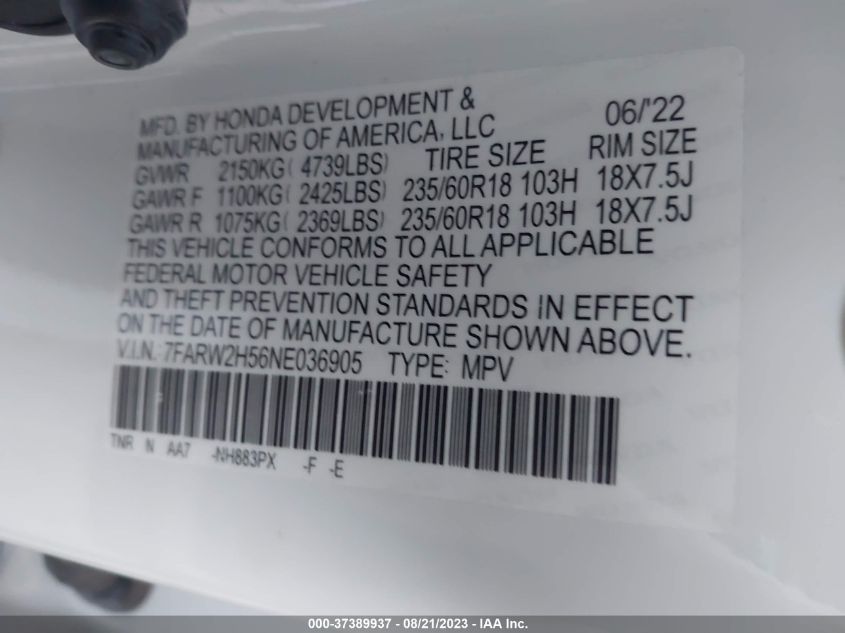 MFD. BY HONDA DEVELOPMENT & 06/'22
MANUFACTURING OF AMERICA, LLC
GVWR 2150KG( 4739LBS) TIRE SIZE RIM SIZE
GAWR F 1100KG( 2425LBS) 235/60R18 103H 18X7.5J
GAWR R 1075KG( 2369LBS) 235/60R18 103H 18X7.5J
THIS VEHICLE CONFORMS TO ALL APPLICABLE
FEDERAL MOTOR VEHICLE SAFETY
AND THEFT PREVENTION STANDARDS IN EFFECT
ON THE DATE OF MANUFACTURE SHOWN ABOVE.
V.I.N.: 7FARW2H56NE036905 TYPE: MPV
TNR N AA7 -NH883PX -F -E
000-37389937 - 08/21/2023 - IAA Inc.